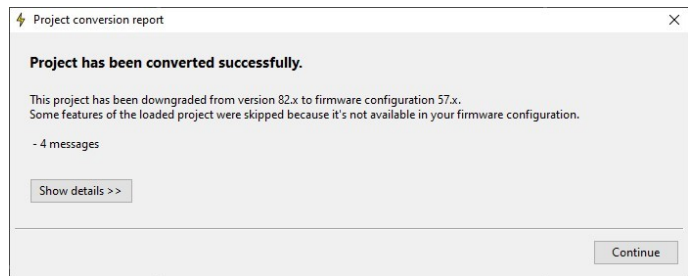 Project conversion report
Project has been converted successfully.
This project has been downgraded from version 82.x to firmware configuration 57.x.
Some features of the loaded project were skipped because it's not available in your firmware configuration.
- 4 messages
Show details >>
Continue